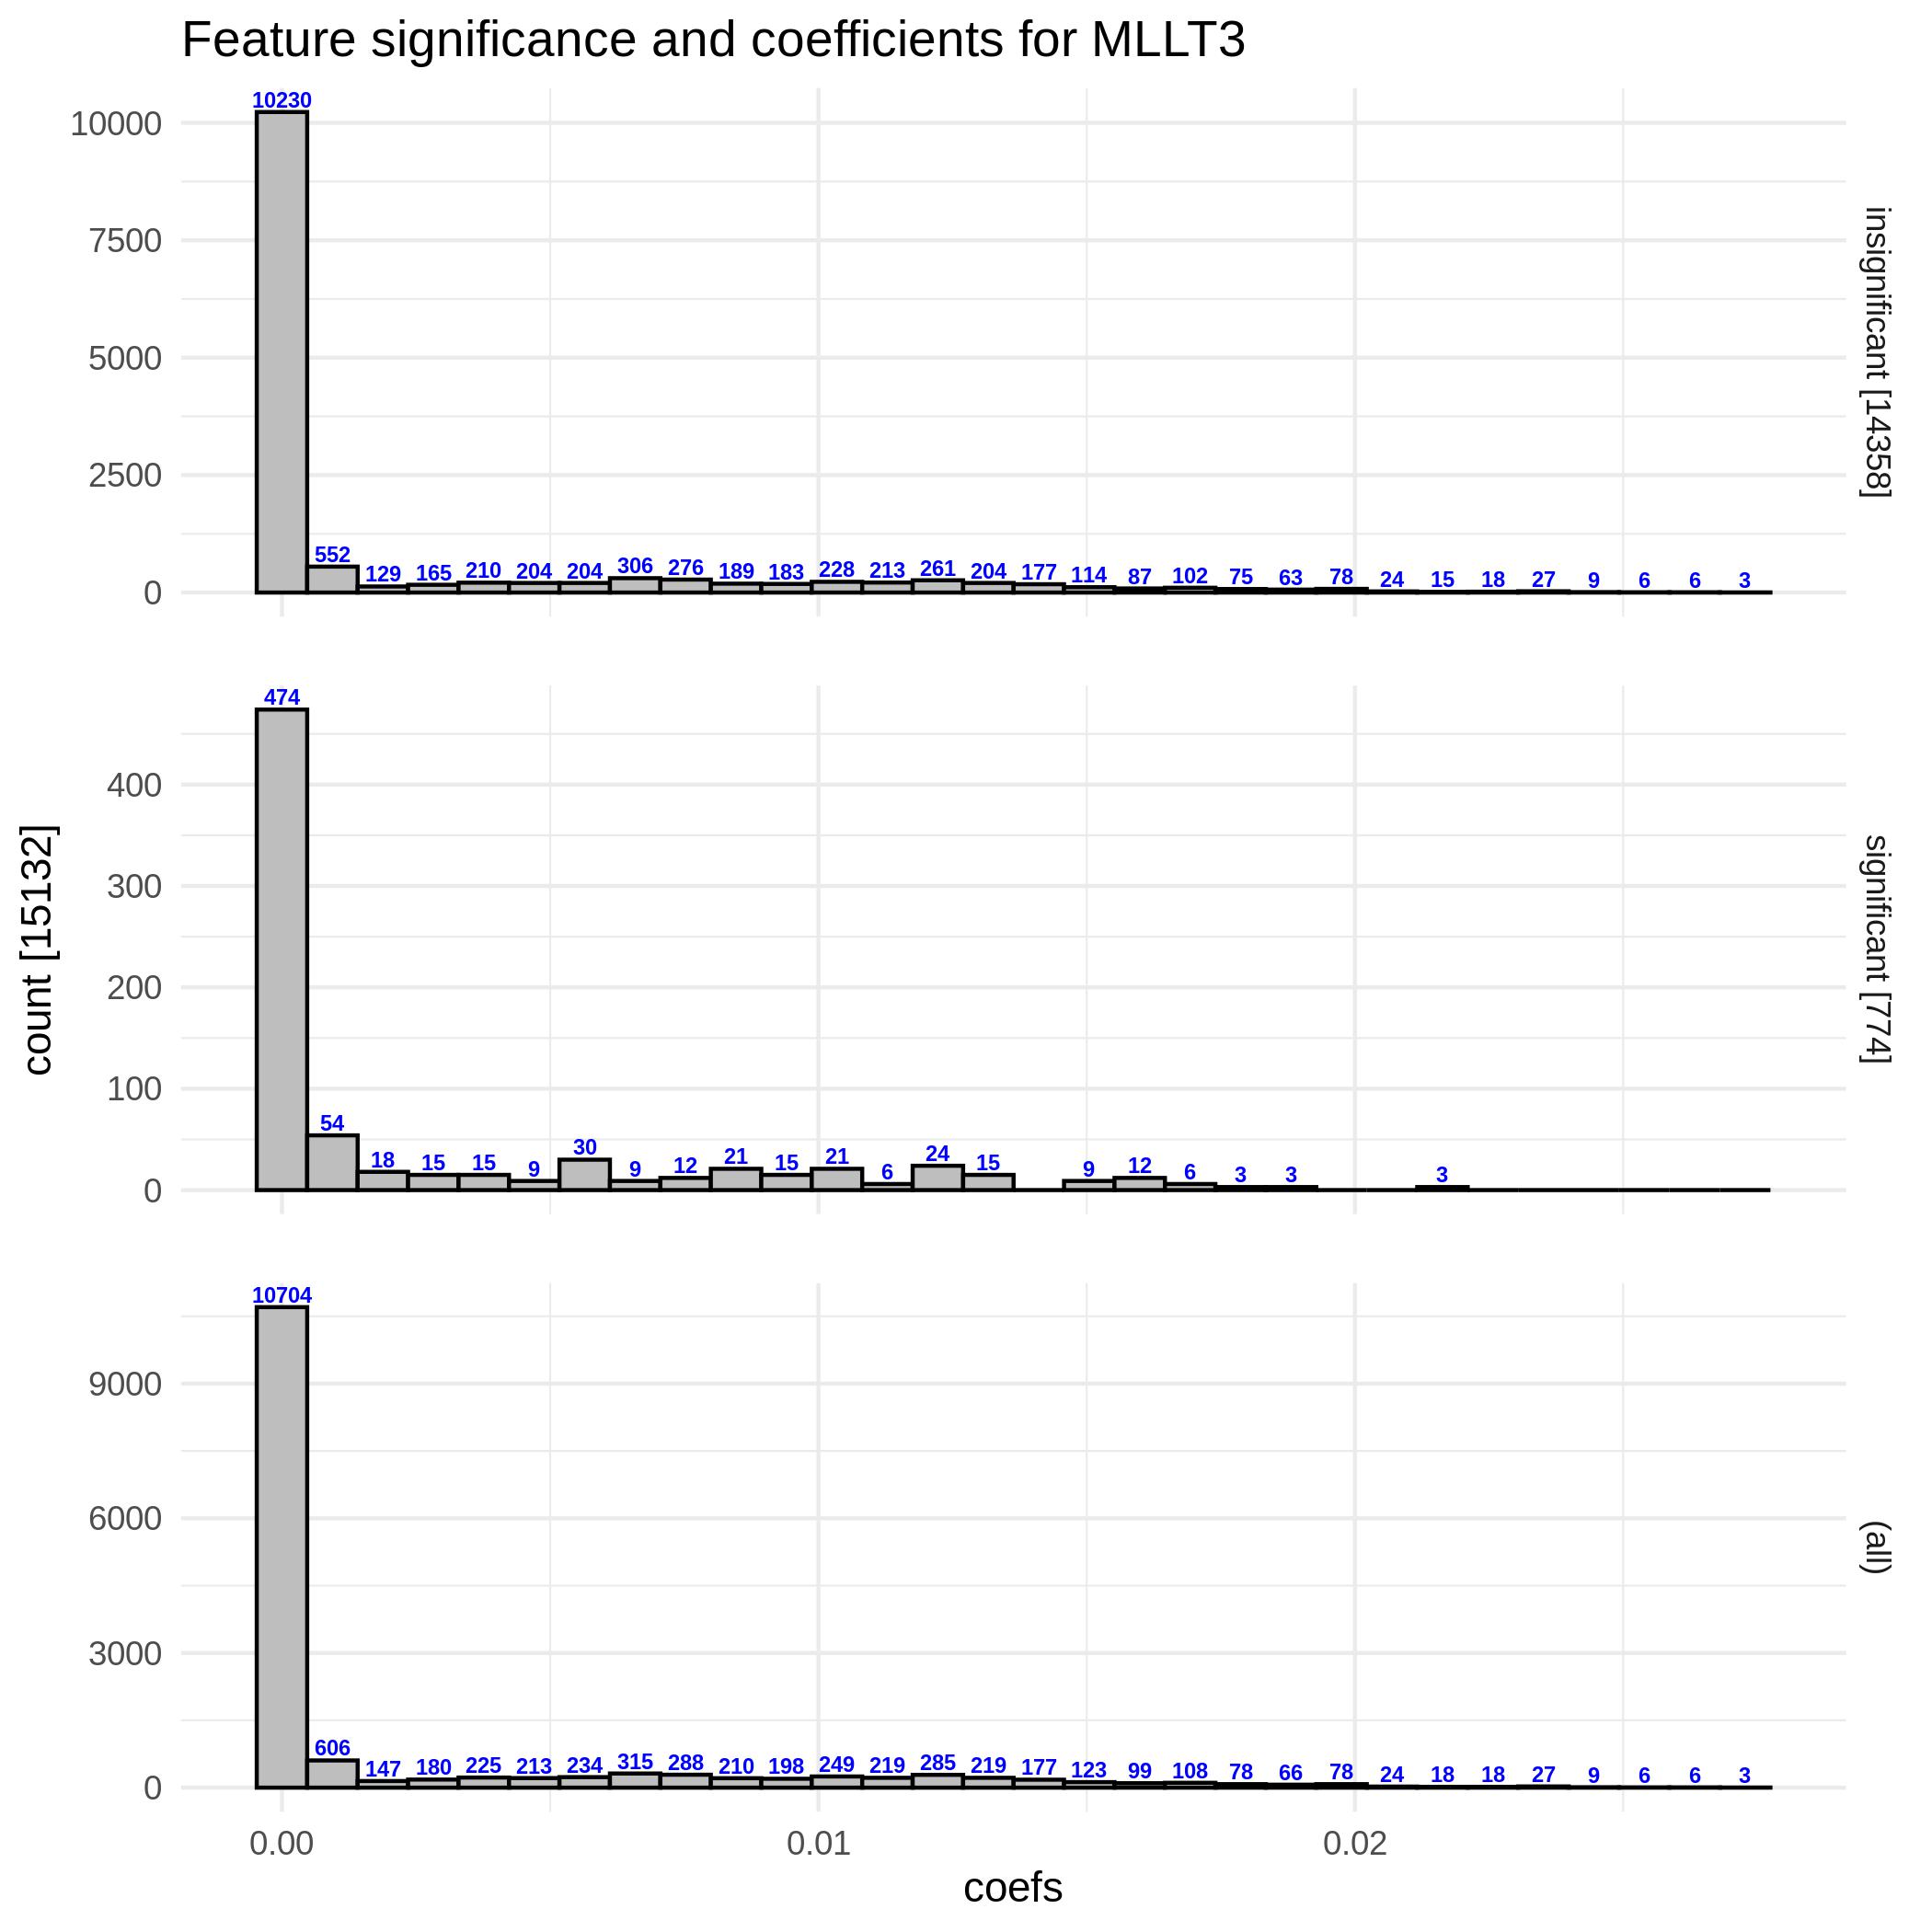 Feature significance and coefficients for MLLT3
10230
10000
7500
5000
2500
0
552 129 165 210 204 204 306 276 189 183 228 213 261 204 177 114 87 102 75 63 78 24 15 18 27 9 6 6 3
insignificant [14358]
474
400
300
200
100
0
54 18 15 15 9 30 9 12 21 15 21 6 24 15 9 12 6 3 3 3
significant [774]
count [15132]
10704
9000
6000
3000
0
606 147 180 225 213 234 315 288 210 198 249 219 285 219 177 123 99 108 78 66 78 24 18 18 27 9 6 6 3
(all)
0.00 0.01 0.02
coefs